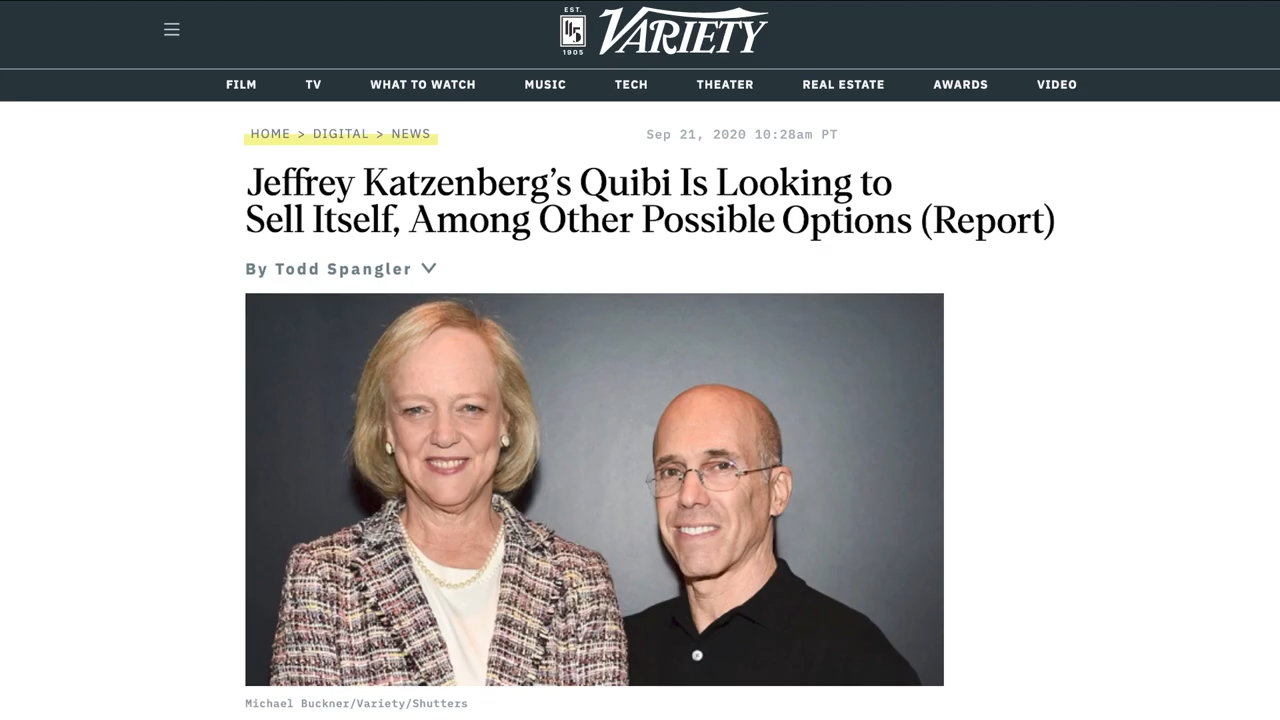 EST.
115
1905
VARIETY
FILM TV WHAT TO WATCH MUSIC TECH THEATER REAL ESTATE AWARDS VIDEO
HOME > DIGITAL > NEWS
Sep 21, 2020 10:28am PT
Jeffrey Katzenberg’s Quibi Is Looking to
Sell Itself, Among Other Possible Options (Report)
By Todd Spangler
Michael Buckner/Variety/Shutters